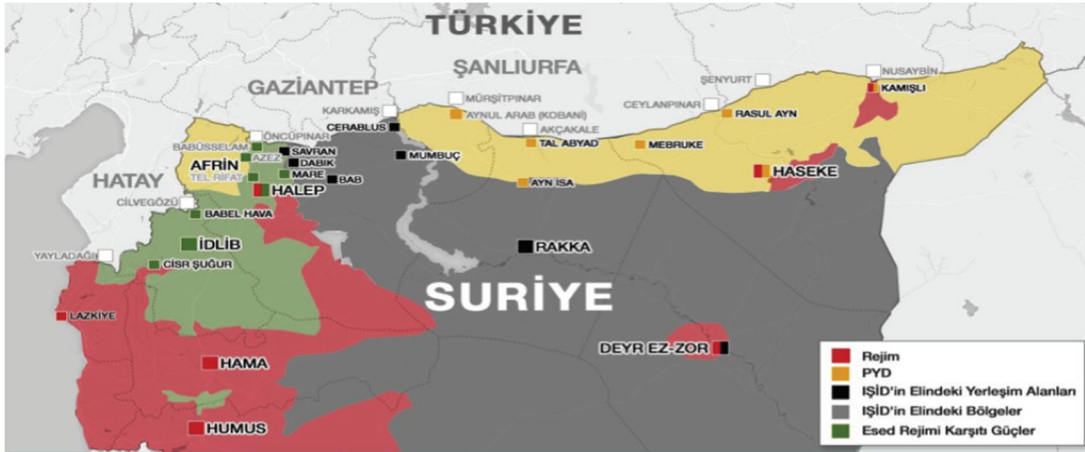 TÜRKİYE
ŞANLIURFA
GAZİANTEP
HATAY
NUSAYBİN
KAMIŞLI
ŞENYURT
CEYLANPINAR
RASUL AYN
MÜRŞİTPINAR
KARKAMIŞ
AYNUL ARAB (KOBANİ)
CERABLUS
AKÇAKALE
TAL ABYAD
MEBRUKE
ÖNCÜPINAR
BABÜSSELAM
SAVRAN
AZEZ
DABIK
MUMBUÇ
AFRİN
TEL RIFAT
MARE
BAB
HASEKE
AYN ISA
HALEP
CİLVEGÖZÜ
BABEL HAVA
İDLİB
RAKKA
YAYLADAĞI
CİSR ŞUĞUR
SURİYE
LAZKİYE
DEYR EZ-ZOR
HAMA
HUMUS
Rejim
PYD
IŞİD'in Elindeki Yerleşim Alanları
IŞİD'in Elindeki Bölgeler
Esed Rejimi Karşıtı Güçler